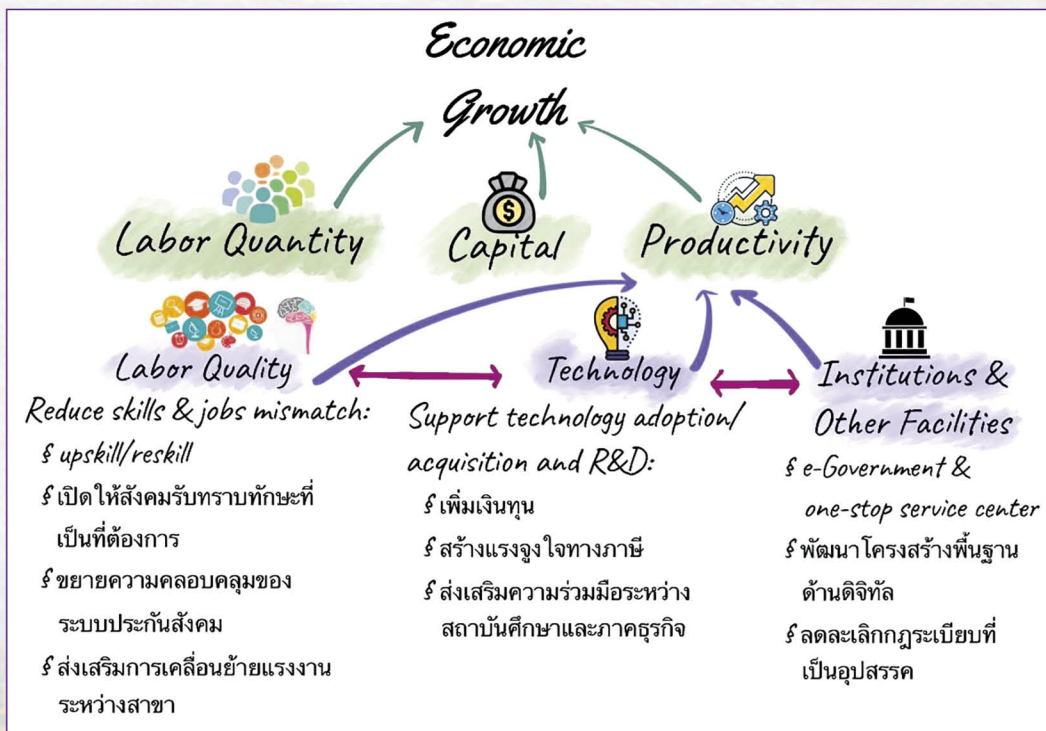 Economic
Growth
Labor Quantity
Capital
Productivity
Labor Quality
Reduce skills & jobs mismatch:
§ upskill/reskill
§ เปิดให้สังคมรับทราบทักษะที่
เป็นที่ต้องการ
§ ขยายความคลอบคลุมของ
ระบบประกันสังคม
§ ส่งเสริมการเคลื่อนย้ายแรงงาน
ระหว่างสาขา
Technology
Support technology adoption/
acquisition and R&D:
§ เพิ่มเงินทุน
§ สร้างแรงจูงใจทางภาษี
§ ส่งเสริมความร่วมมือระหว่าง
สถาบันศึกษาและภาคธุรกิจ
Institutions &
Other Facilities
§ e-Government &
one-stop service center
§ พัฒนาโครงสร้างพื้นฐาน
ด้านดิจิทัล
§ ลดละเลิกกฎระเบียบที่
เป็นอุปสรรค